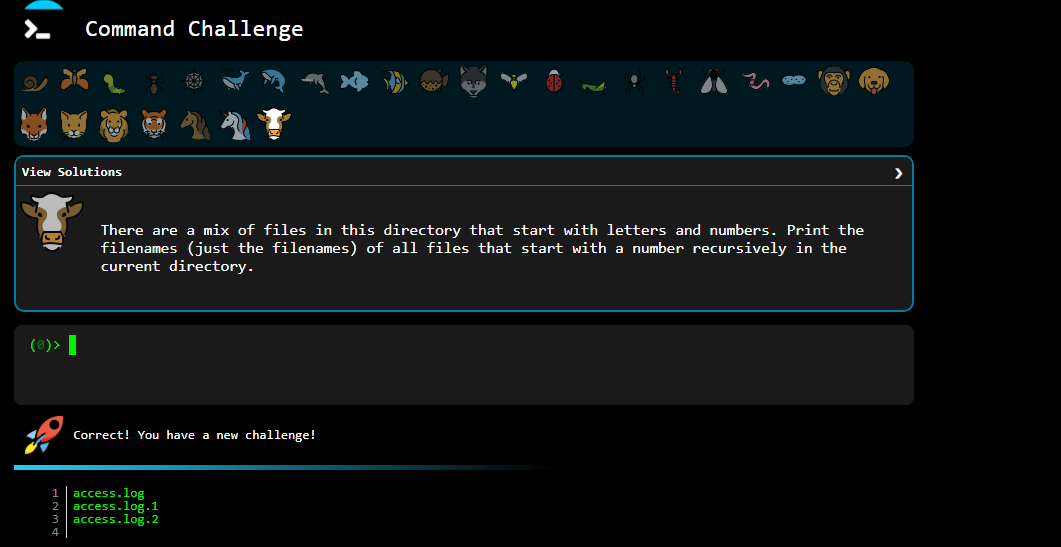 Command Challenge
View Solutions ❯
There are a mix of files in this directory that start with letters and numbers. Print the
filenames (just the filenames) of all files that start with a number recursively in the
current directory.
(0)>
Correct! You have a new challenge!
1 access.log
2 access.log.1
3 access.log.2
4